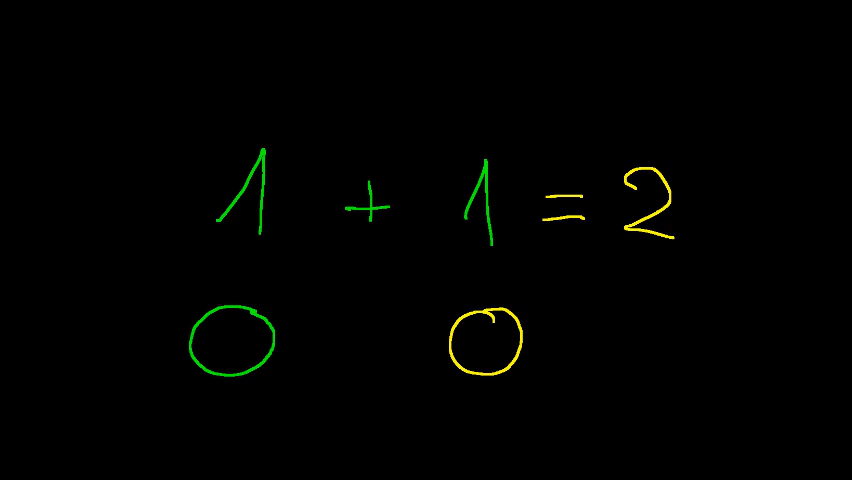 1 + 1 = 2